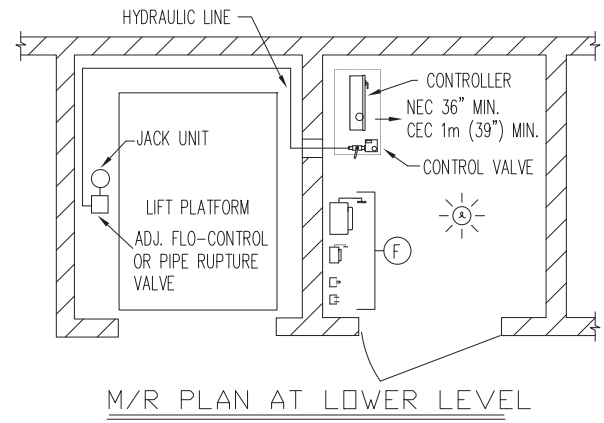 HYDRAULIC LINE
CONTROLLER
NEC 36" MIN.
CEC 1m (39") MIN.
CONTROL VALVE
JACK UNIT
LIFT PLATFORM
ADJ. FLO-CONTROL
OR PIPE RUPTURE
VALVE
F
M/R PLAN AT LOWER LEVEL